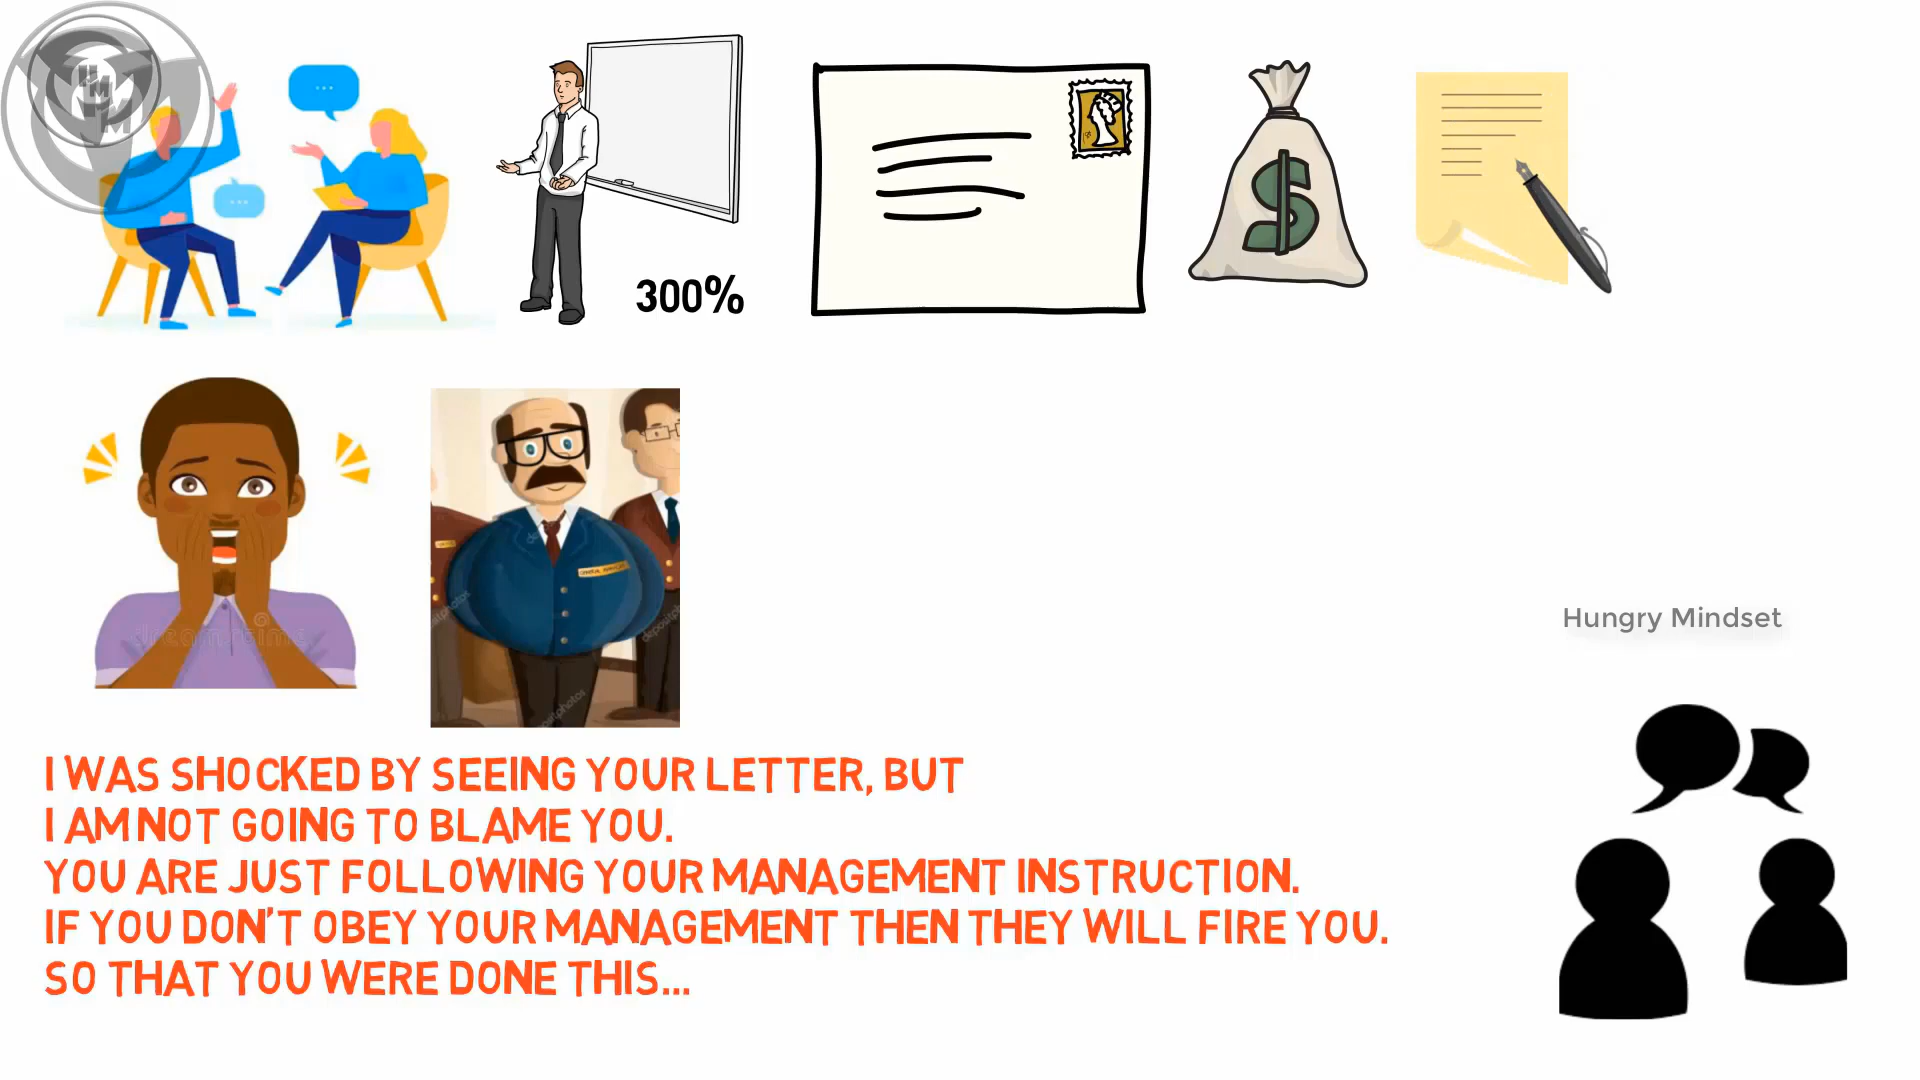 300%
Hungry Mindset
I WAS SHOCKED BY SEEING YOUR LETTER, BUT
I AM NOT GOING TO BLAME YOU.
YOU ARE JUST FOLLOWING YOUR MANAGEMENT INSTRUCTION.
IF YOU DON'T OBEY YOUR MANAGEMENT THEN THEY WILL FIRE YOU.
SO THAT YOU WERE DONE THIS...